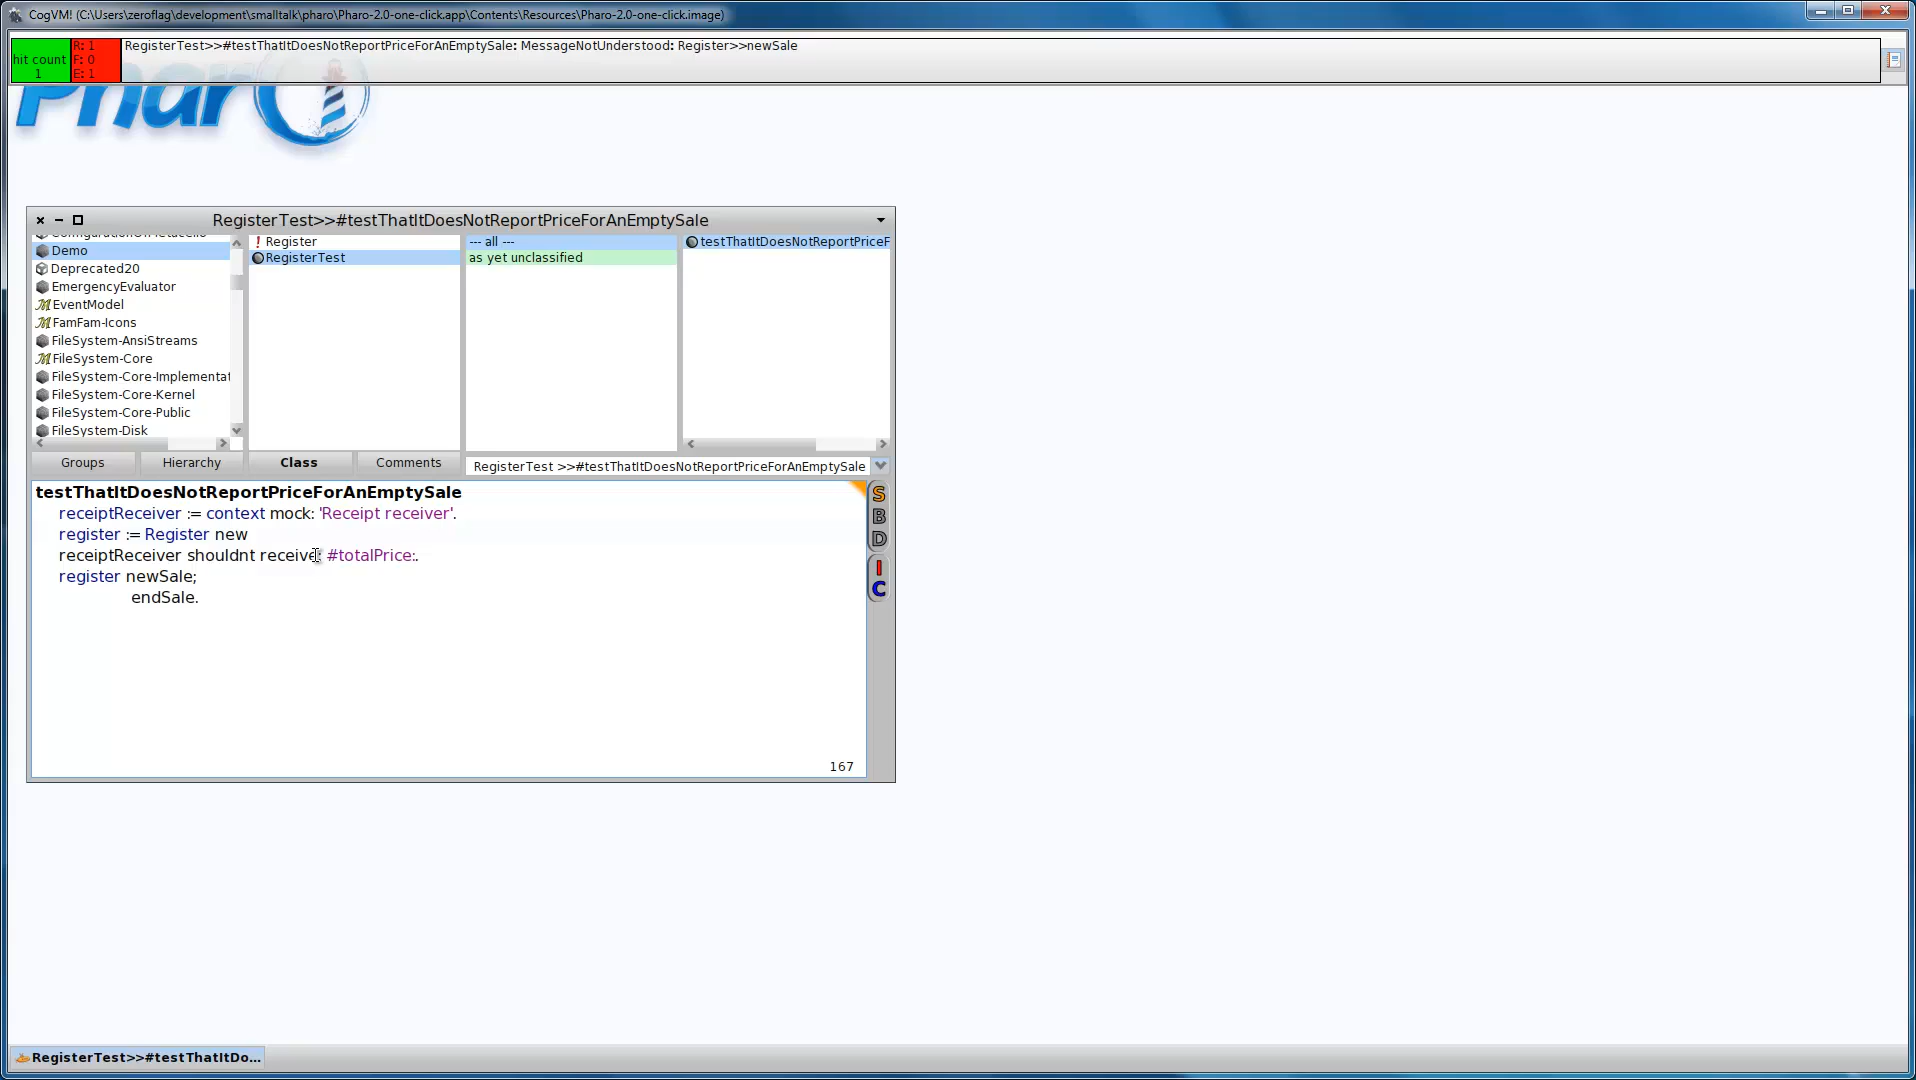 CogVM! (C:\Users\zeroflag\development\smalltalk\pharo\Pharo-2.0-one-click.app\Contents\Resources\Pharo-2.0-one-click.image)
hit count
1
R: 1
F: 0
E: 1
RegisterTest>>#testThatItDoesNotReportPriceForAnEmptySale: MessageNotUnderstood: Register>>newSale
Pharo
RegisterTest>>#testThatItDoesNotReportPriceForAnEmptySale
Demo
Deprecated20
EmergencyEvaluator
EventModel
FamFam-Icons
FileSystem-AnsiStreams
FileSystem-Core
FileSystem-Core-Implementat
FileSystem-Core-Kernel
FileSystem-Core-Public
FileSystem-Disk
Register
RegisterTest
--- all ---
as yet unclassified
testThatItDoesNotReportPriceF
Groups
Hierarchy
Class
Comments
RegisterTest >>#testThatItDoesNotReportPriceForAnEmptySale
testThatItDoesNotReportPriceForAnEmptySale
receiptReceiver := context mock: 'Receipt receiver'.
register := Register new
receiptReceiver shouldnt receive: #totalPrice:.
register newSale;
endSale.
S
B
D
I
C
167
RegisterTest>>#testThatItDo...